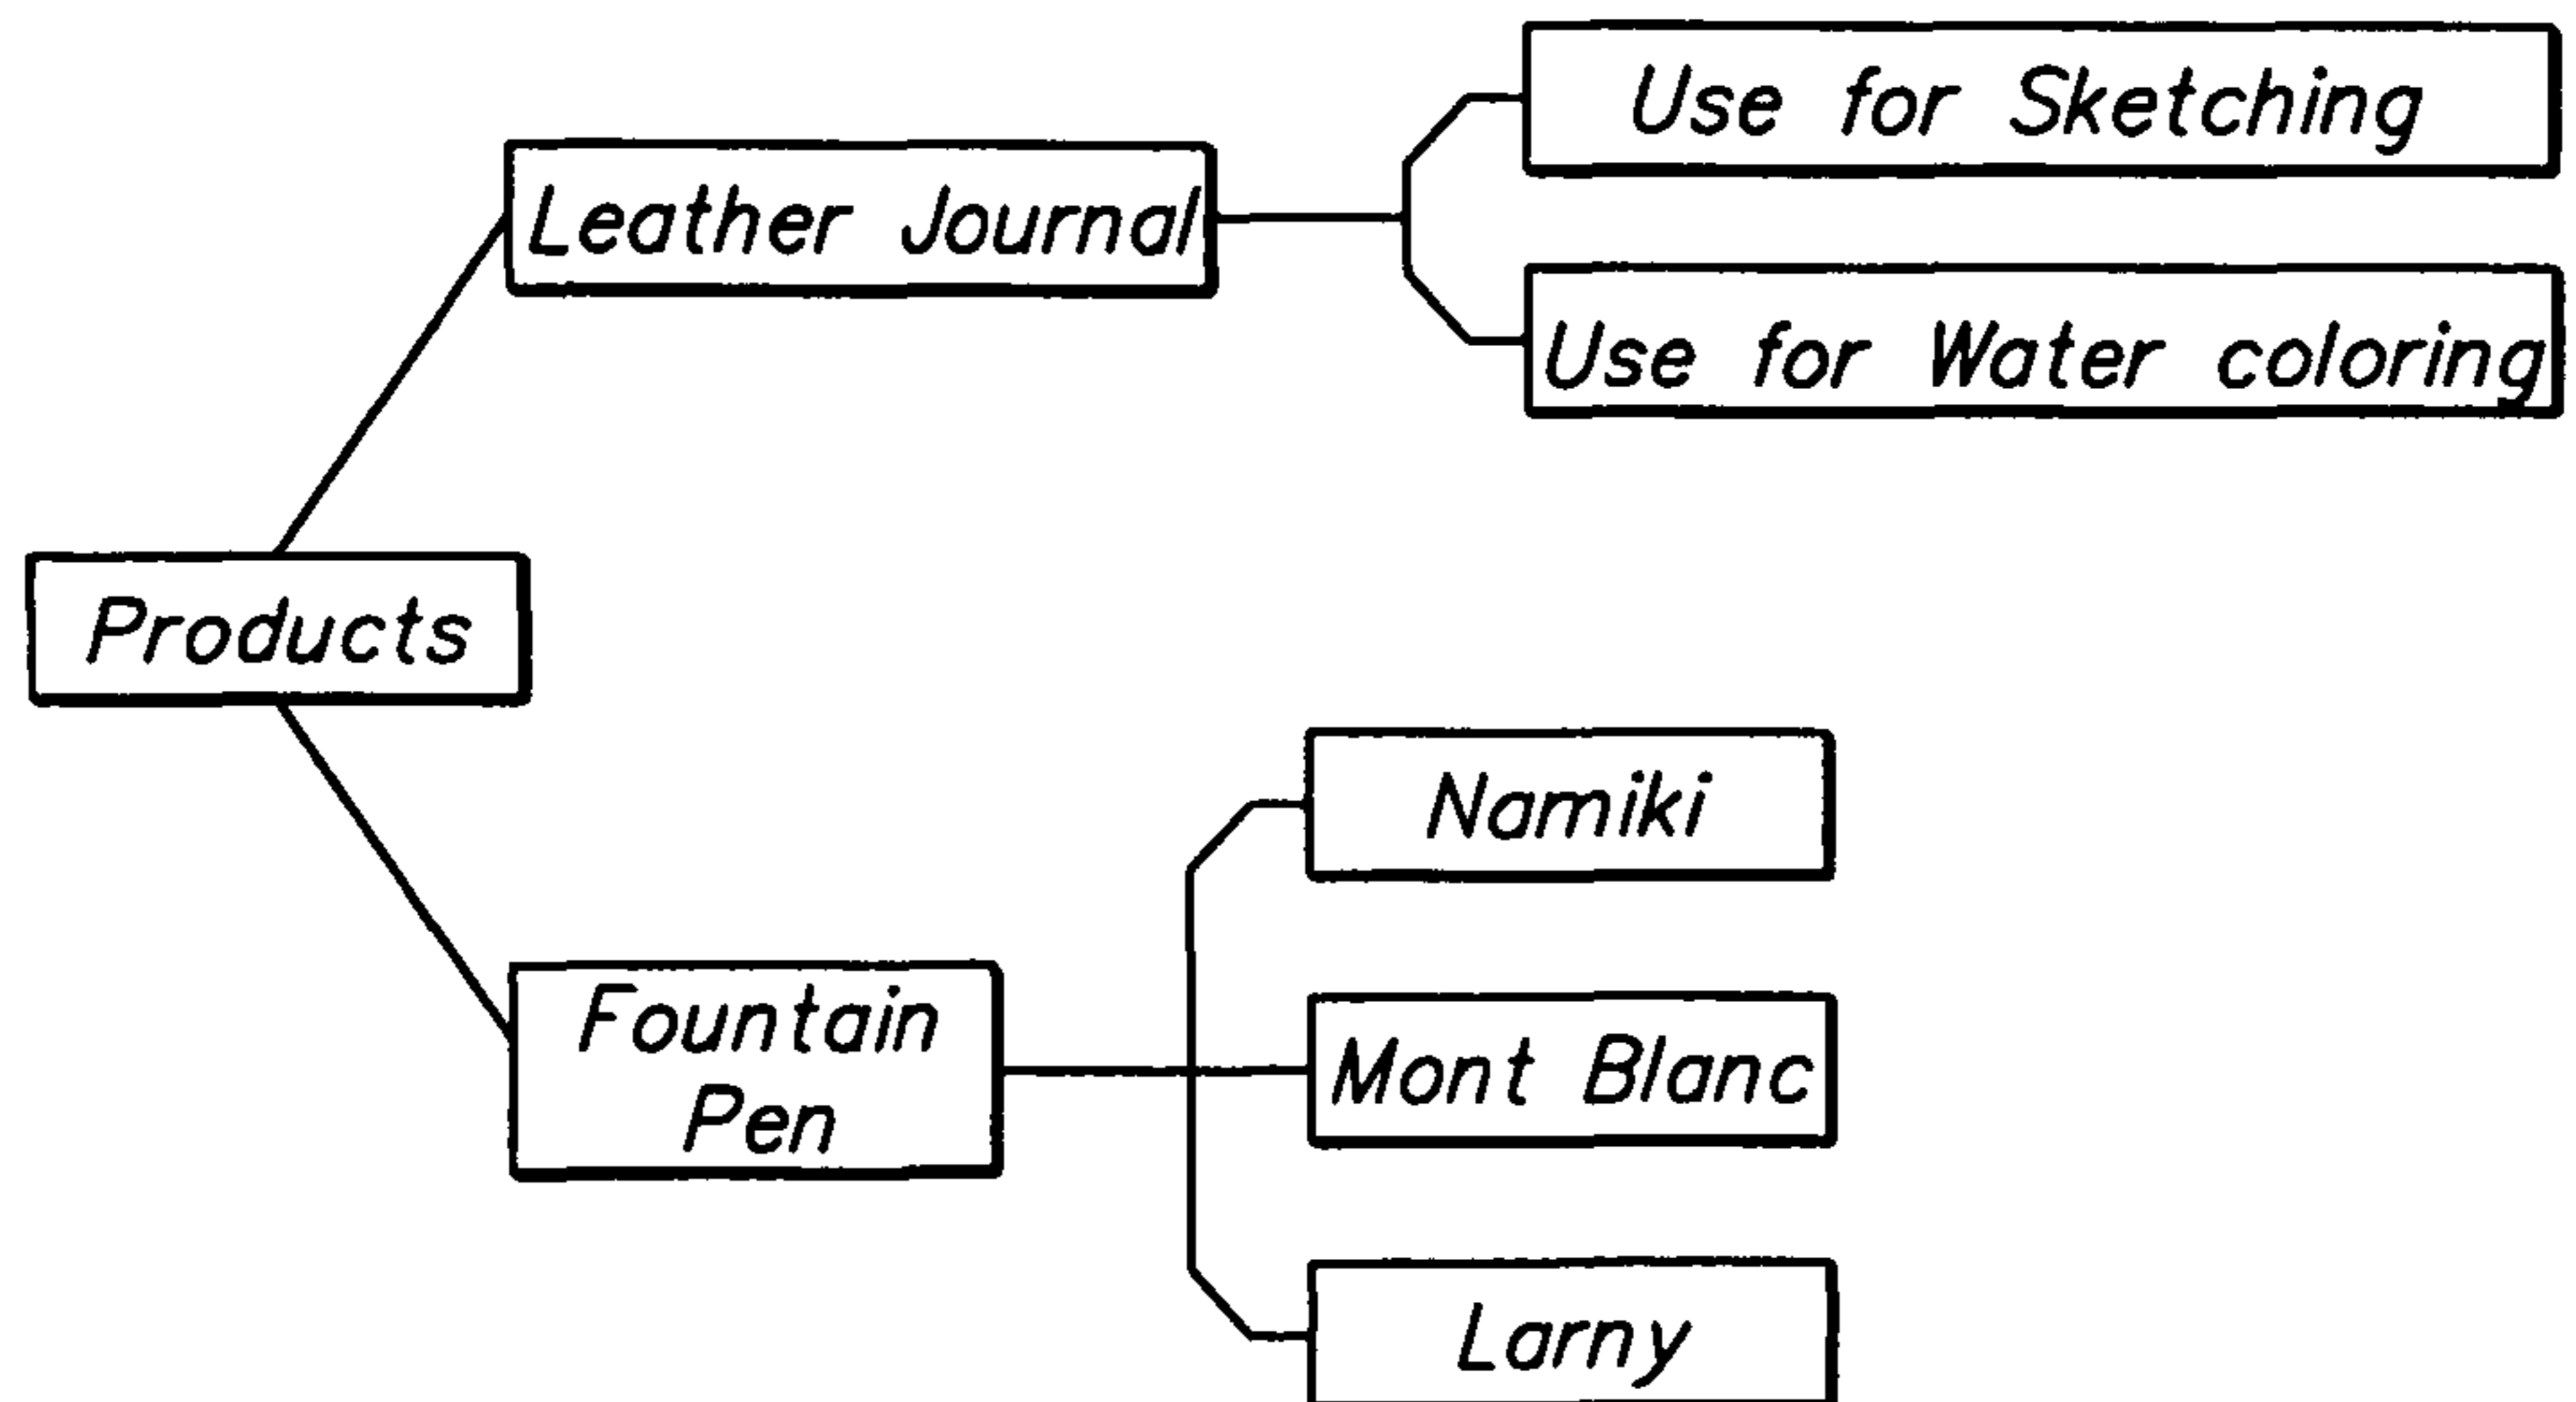 Use for Sketching
Leather Journal
Use for Water coloring
Products
Namiki
Fountain
Pen
Mont Blanc
Larny